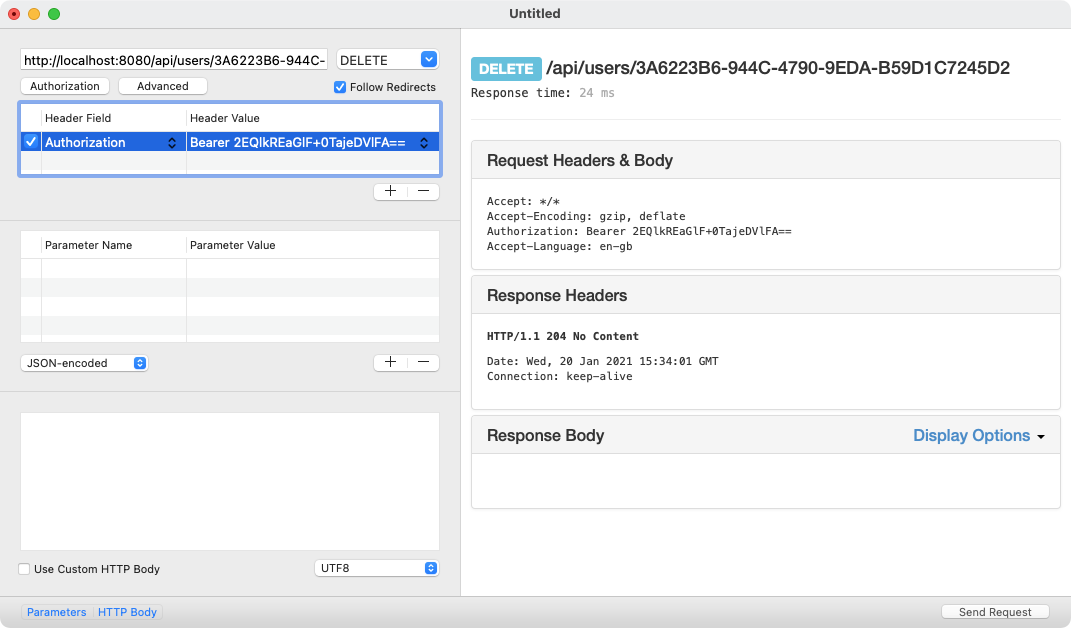 Untitled
http://localhost:8080/api/users/3A6223B6-944C-
DELETE
Authorization
Advanced
Follow Redirects
Header Field
Header Value
Authorization
Bearer 2EQlkREaGlF+0TajeDVlFA==
Parameter Name
Parameter Value
JSON-encoded
Use Custom HTTP Body
UTF8
Parameters
HTTP Body
DELETE /api/users/3A6223B6-944C-4790-9EDA-B59D1C7245D2
Response time: 24 ms
Request Headers & Body
Accept: */*
Accept-Encoding: gzip, deflate
Authorization: Bearer 2EQlkREaGlF+0TajeDVlFA==
Accept-Language: en-gb
Response Headers
HTTP/1.1 204 No Content
Date: Wed, 20 Jan 2021 15:34:01 GMT
Connection: keep-alive
Response Body
Display Options
Send Request